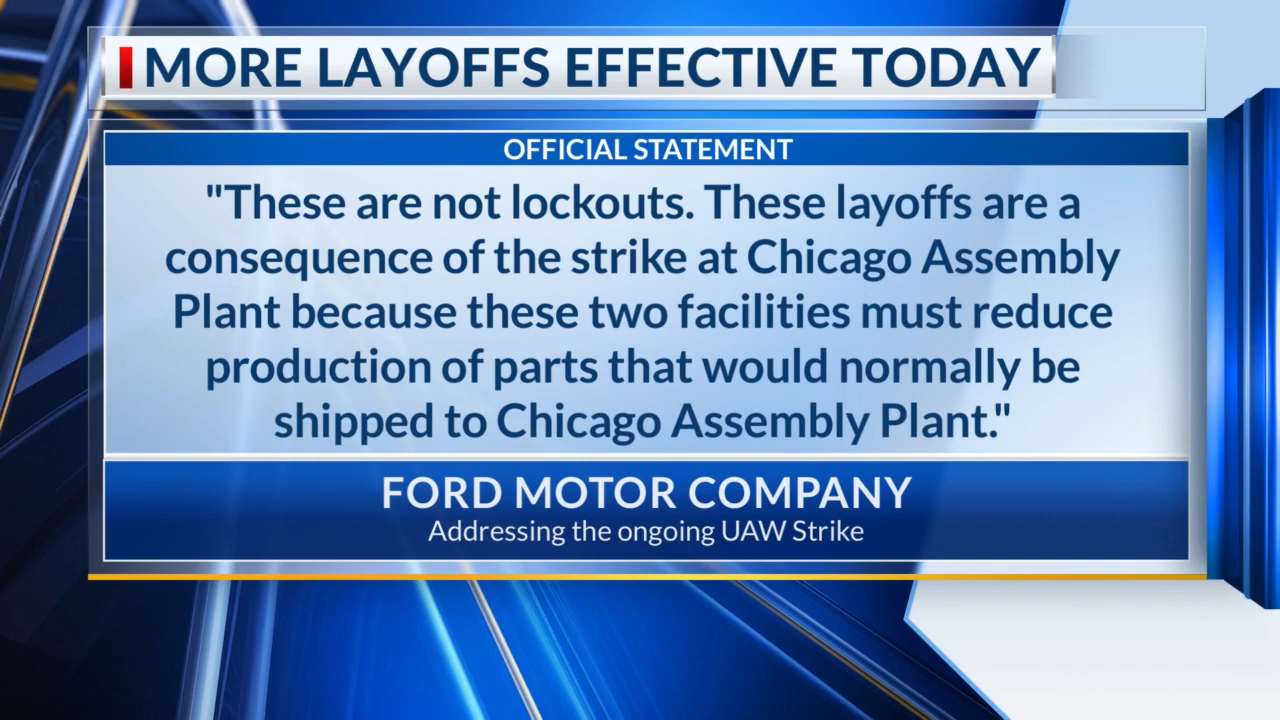 MORE LAYOFFS EFFECTIVE TODAY
OFFICIAL STATEMENT
"These are not lockouts. These layoffs are a
consequence of the strike at Chicago Assembly
Plant because these two facilities must reduce
production of parts that would normally be
shipped to Chicago Assembly Plant."
FORD MOTOR COMPANY
Addressing the ongoing UAW Strike